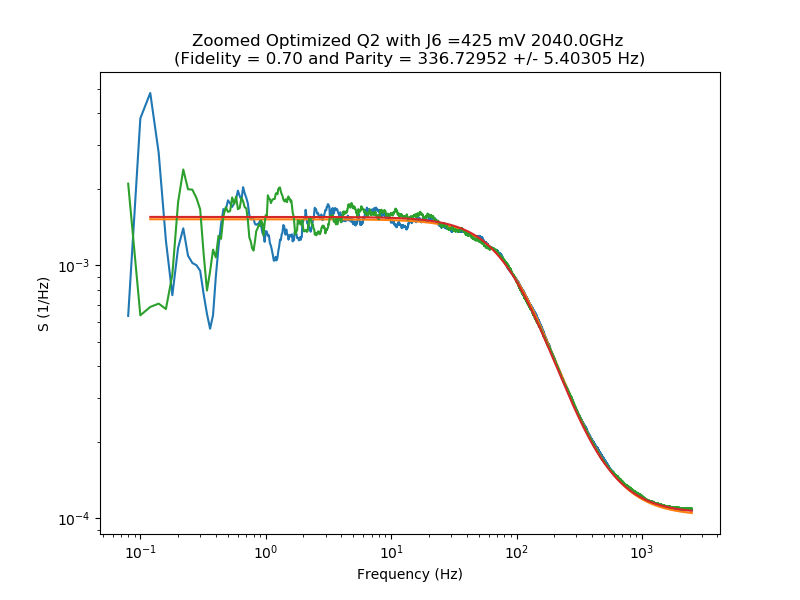 Zoomed Optimized Q2 with J6 =425 mV 2040.0GHz
(Fidelity = 0.70 and Parity = 336.72952 +/- 5.40305 Hz)
S (1/Hz)
10⁻³
10⁻⁴
10⁻¹ 10⁰ 10¹ 10² 10³
Frequency (Hz)